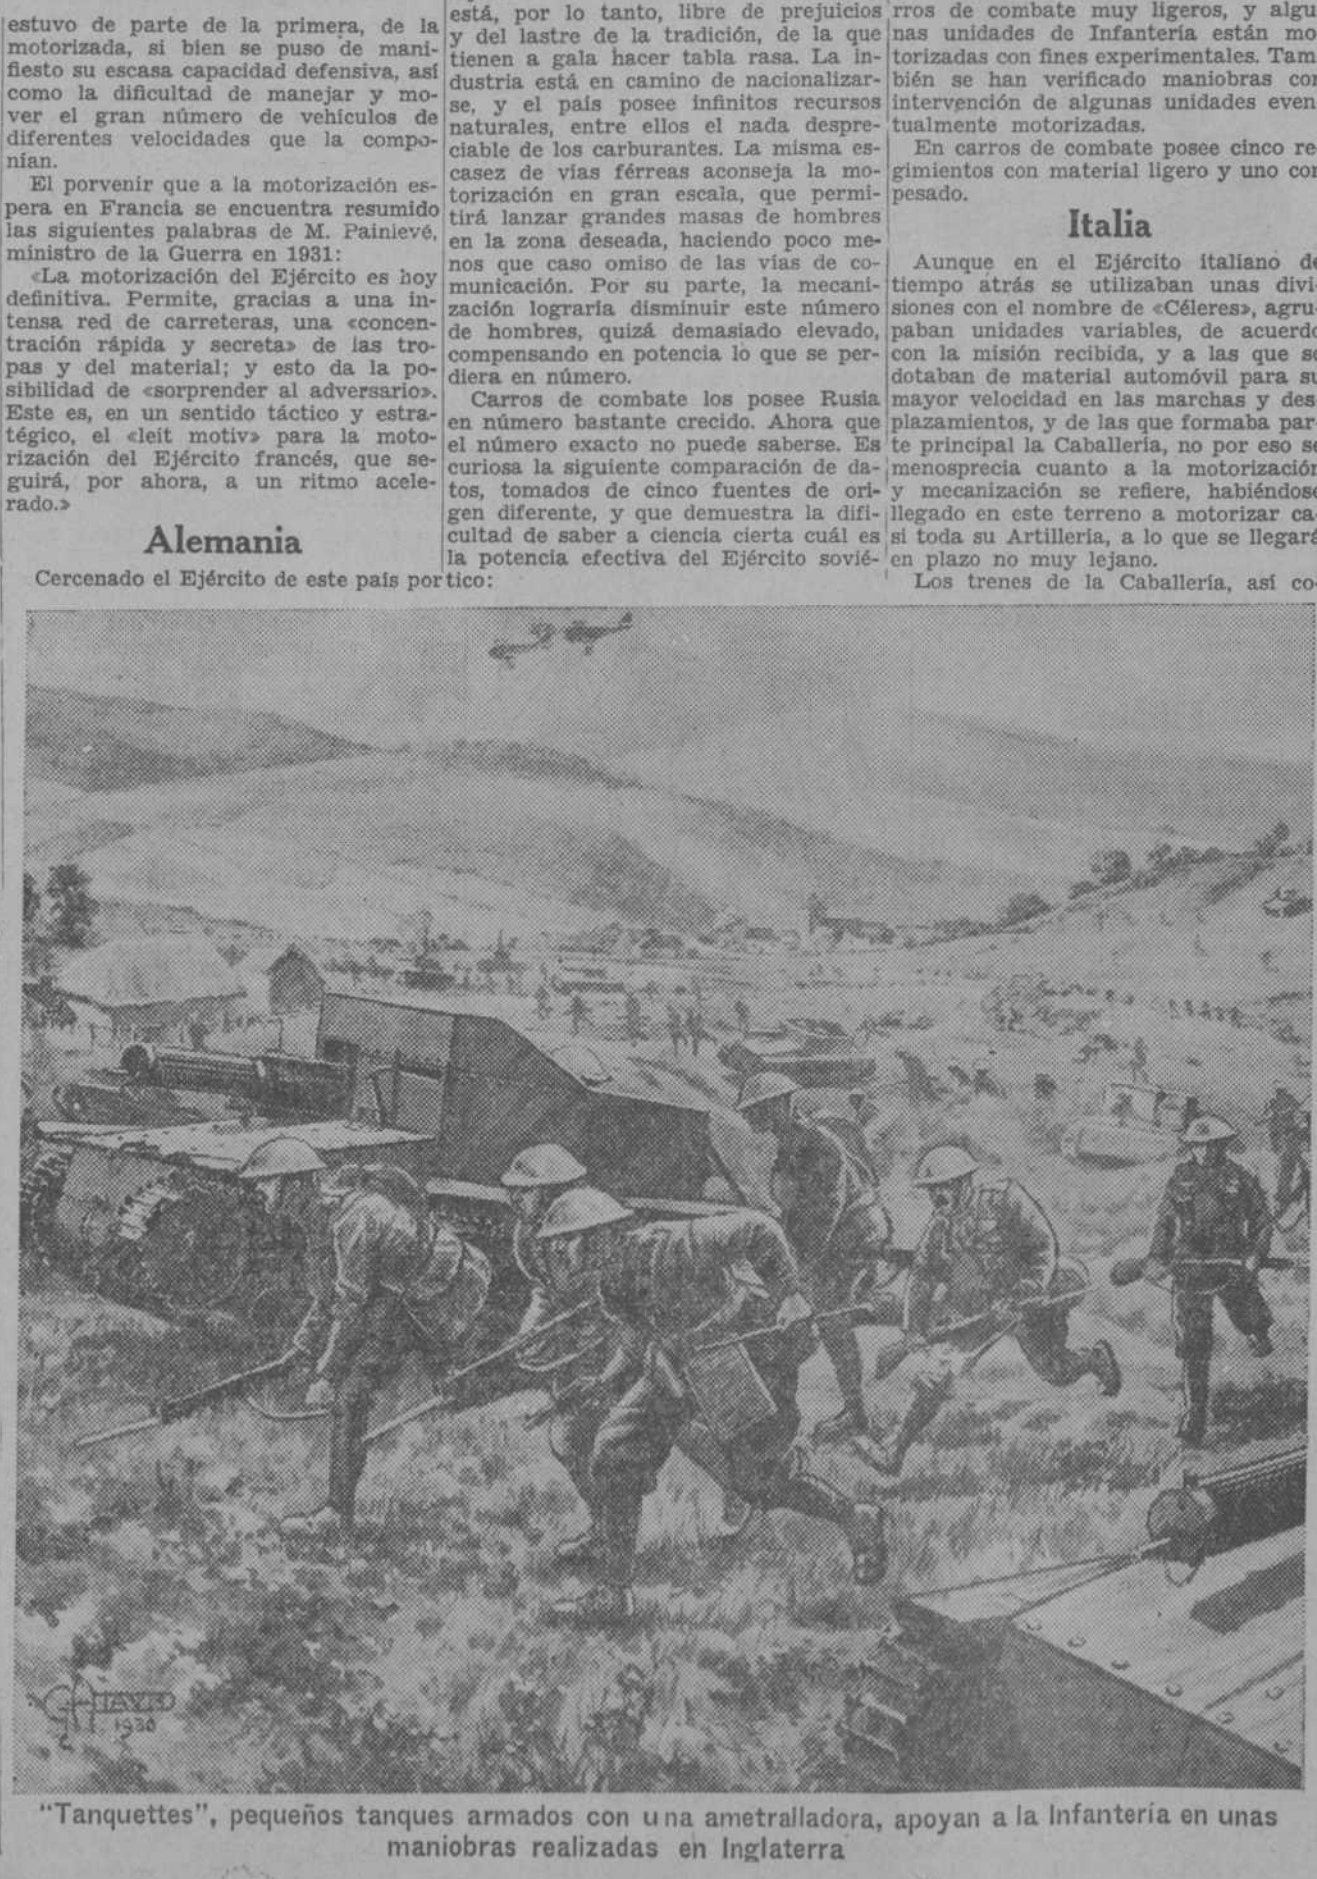 estuvo de parte de la primera, de la
motorizada, si bien se puso de mani-
fiesto su escasa capacidad defensiva, así
como la dificultad de manejar y mo-
ver el gran número de vehículos de
diferentes velocidades que la compo-
nían.
El porvenir que a la motorización es-
pera en Francia se encuentra resumido
las siguientes palabras de M. Painlevé,
ministro de la Guerra en 1931:
«La motorización del Ejército es hoy
definitiva. Permite, gracias a una in-
tensa red de carreteras, una «concen-
tración rápida y secreta» de las tro-
pas y del material; y esto da la po-
sibilidad de «sorprender al adversario».
Este es, en un sentido táctico y estra-
tégico, el «leit motiv» para la moto-
rización del Ejército francés, que se-
guirá, por ahora, a un ritmo acele-
rado.»
Alemania
Cercenado el Ejército de este país por
está, por lo tanto, libre de prejuicios
y del lastre de la tradición, de la que
tienen a gala hacer tabla rasa. La in-
dustria está en camino de nacionalizar-
se, y el país posee infinitos recursos
naturales, entre ellos el nada despre-
ciable de los carburantes. La misma es-
casez de vías férreas aconseja la mo-
torización en gran escala, que permi-
tirá lanzar grandes masas de hombres
en la zona deseada, haciendo poco me-
nos que caso omiso de las vías de co-
municación. Por su parte, la mecani-
zación lograría disminuir este número
de hombres, quizá demasiado elevado,
compensando en potencia lo que se per-
diera en número.
Carros de combate los posee Rusia
en número bastante crecido. Ahora que
el número exacto no puede saberse. Es
curiosa la siguiente comparación de da-
tos, tomados de cinco fuentes de ori-
gen diferente, y que demuestra la difi-
cultad de saber a ciencia cierta cuál es
la potencia efectiva del Ejército sovié-
tico:
rros de combate muy ligeros, y algu
nas unidades de Infantería están mo
torizadas con fines experimentales. Tam
bién se han verificado maniobras con
intervención de algunas unidades even
tualmente motorizadas.
En carros de combate posee cinco re
gimientos con material ligero y uno con
pesado.
Italia
Aunque en el Ejército italiano de
tiempo atrás se utilizaban unas divi
siones con el nombre de «Céleres», agru
paban unidades variables, de acuerdo
con la misión recibida, y a las que se
dotaban de material automóvil para su
mayor velocidad en las marchas y des
plazamientos, y de las que formaba par-
te principal la Caballería, no por eso se
menosprecia cuanto a la motorización
y mecanización se refiere, habiéndose
llegado en este terreno a motorizar ca-
si toda su Artillería, a lo que se llegará
en plazo no muy lejano.
Los trenes de la Caballería, así co-
1930
"Tanquettes", pequeños tanques armados con una ametralladora, apoyan a la Infantería en unas
maniobras realizadas en Inglaterra